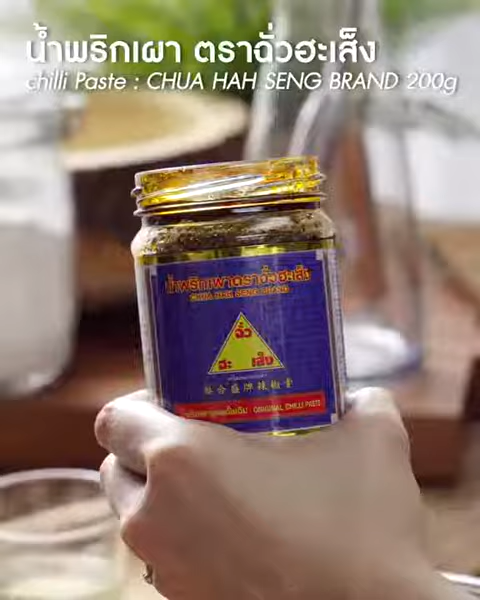 น้ำพริกเผา ตราฉั่วฮะเส็ง
chilli Paste : CHUA HAH SENG BRAND 200g
น้ำพริกเผาตราฉั่วฮะเส็ง
CHUA HAH SENG BRAND
ฉั่ว
ฮะ เส็ง
ORIGINAL CHILLI PASTE